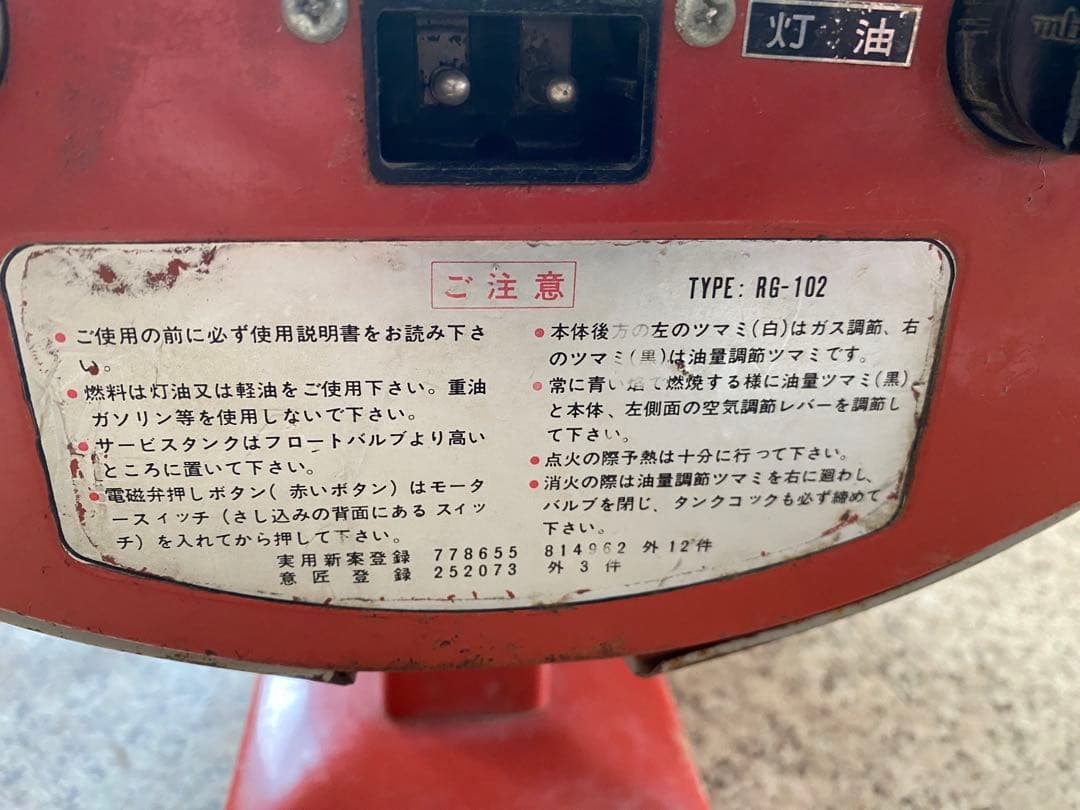 灯油
ご注意
TYPE: RG-102
● ご使用の前に必ず使用説明書をお読み下さ
い。
● 燃料は灯油又は軽油をご使用下さい。重油
ガソリン等を使用しないで下さい。
● サービスタンクはフロートバルブより高い
ところに置いて下さい。
● 電磁弁押しボタン(赤いボタン)はモータ
ースイッチ(さし込みの背面にあるスイッ
チ)を入れてから押して下さい。
● 本体後方の左のツマミ(白)はガス調節、右
のツマミ(黒)は油量調節ツマミです。
● 常に青い焔で燃焼する様に油量ツマミ(黒)
と本体、左側面の空気調節レバーを調節し
て下さい。
● 点火の際予熱は十分に行って下さい。
● 消火の際は油量調節ツマミを右に廻わし、
バルブを閉じ、タンクコックも必ず締めて
下さい。
実用新案登録 778655 814962 外12件
意匠登録 252073 外3件